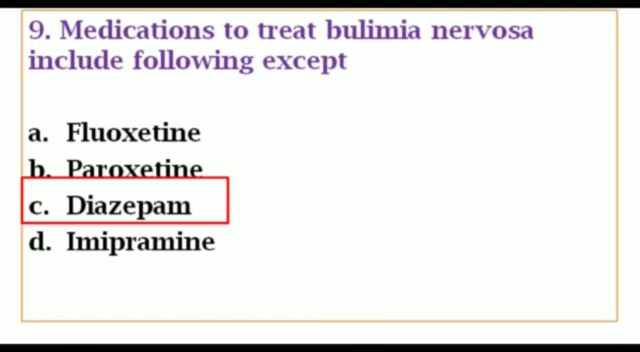 9. Medications to treat bulimia nervosa
include following except
a. Fluoxetine
b. Paroxetine
c. Diazepam
d. Imipramine